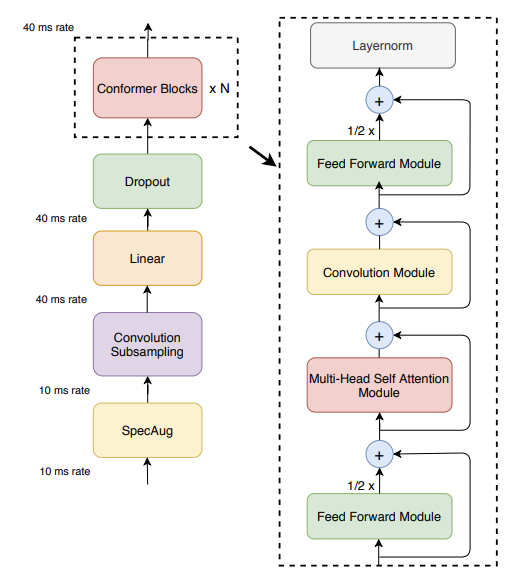 40 ms rate
Conformer Blocks
x N
Dropout
40 ms rate
Linear
40 ms rate
Convolution
Subsampling
10 ms rate
SpecAug
10 ms rate
Layernorm
+
1/2 x
Feed Forward Module
+
Convolution Module
+
Multi-Head Self Attention
Module
+
1/2 x
Feed Forward Module